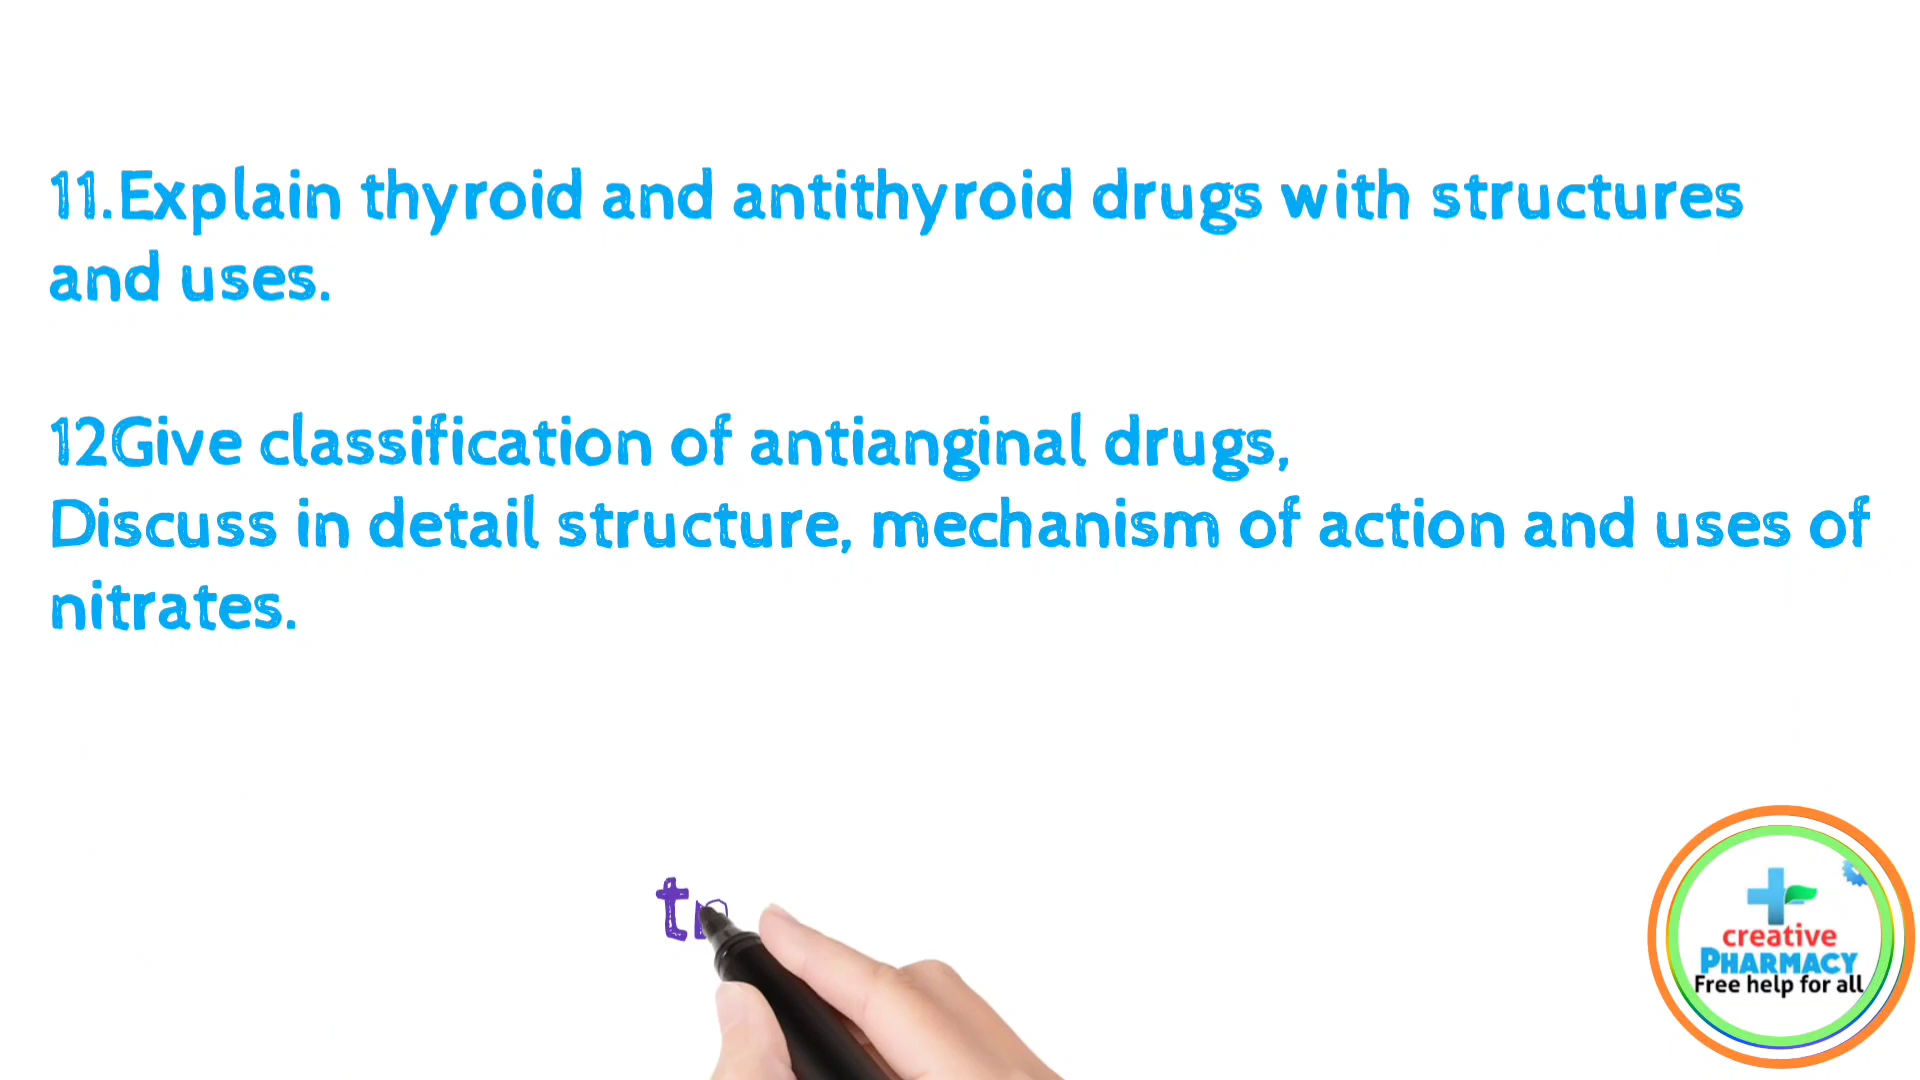 11.Explain thyroid and antithyroid drugs with structures
and uses.
12Give classification of antianginal drugs,
Discuss in detail structure, mechanism of action and uses of
nitrates.
creative
PHARMACY
Free help for all